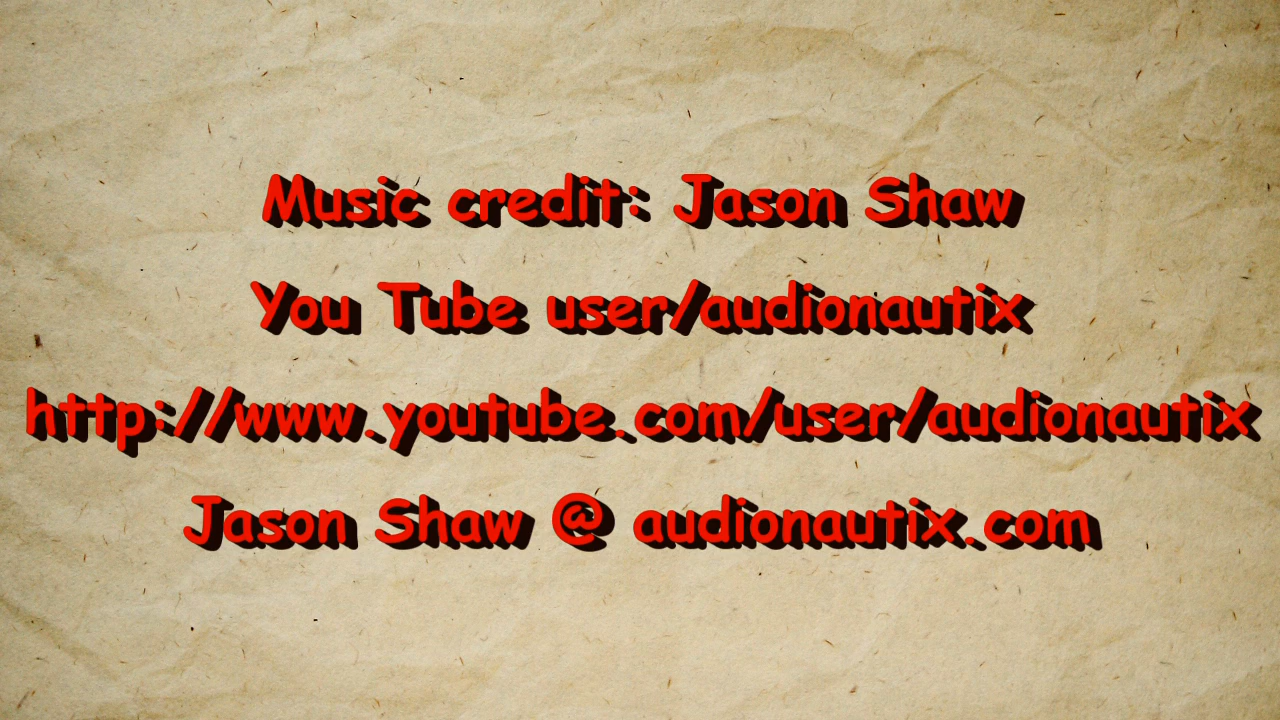 Music credit: Jason Shaw
You Tube user/audionautix
http://www.youtube.com/user/audionautix
Jason Shaw @ audionautix.com